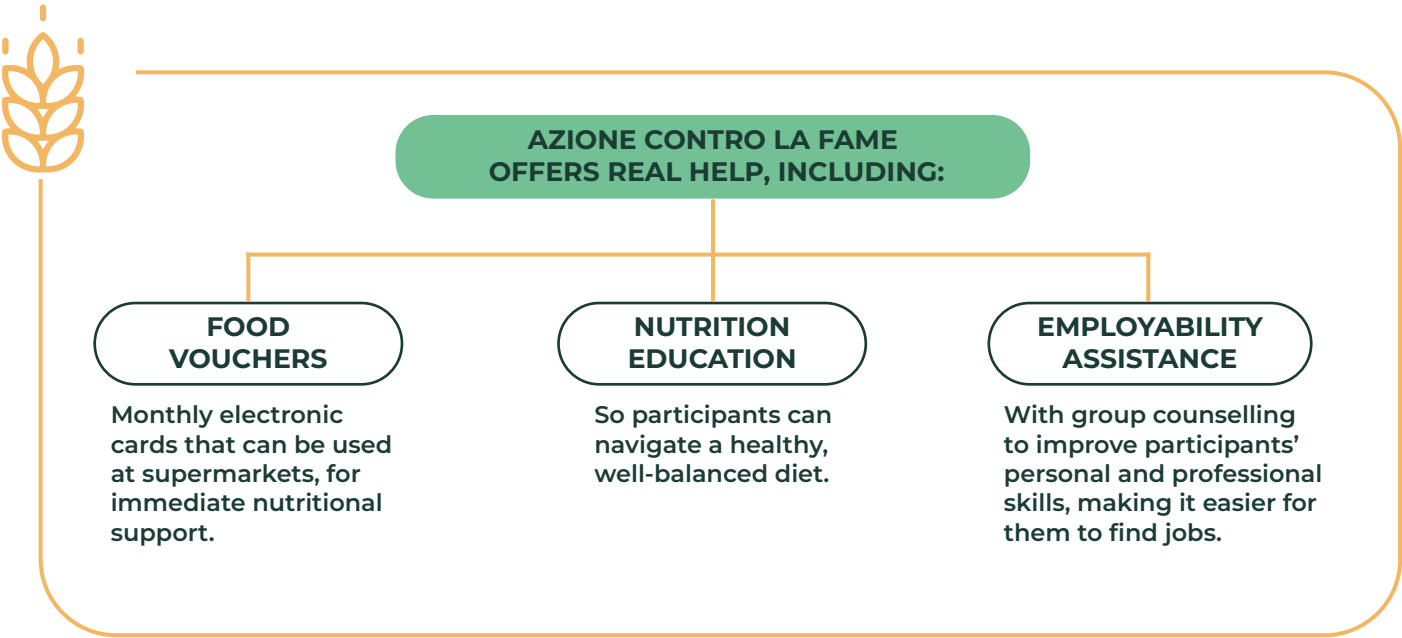 AZIONE CONTRO LA FAME
OFFERS REAL HELP, INCLUDING:
FOOD
VOUCHERS
Monthly electronic
cards that can be used
at supermarkets, for
immediate nutritional
support.
NUTRITION
EDUCATION
So participants can
navigate a healthy,
well-balanced diet.
EMPLOYABILITY
ASSISTANCE
With group counselling
to improve participants’
personal and professional
skills, making it easier for
them to find jobs.